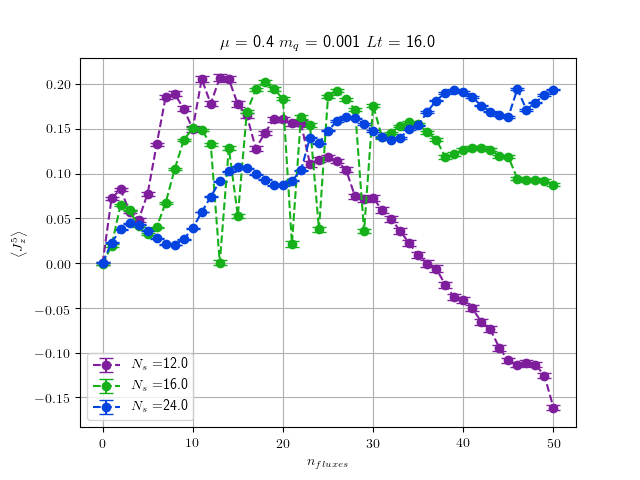 μ = 0.4 m_q = 0.001 Lt = 16.0
0.20
0.15
0.10
0.05
0.00
−0.05
−0.10
−0.15
⟨J_z^5⟩
N_s =12.0
N_s =16.0
N_s =24.0
0 10 20 30 40 50
n_{fluxes}